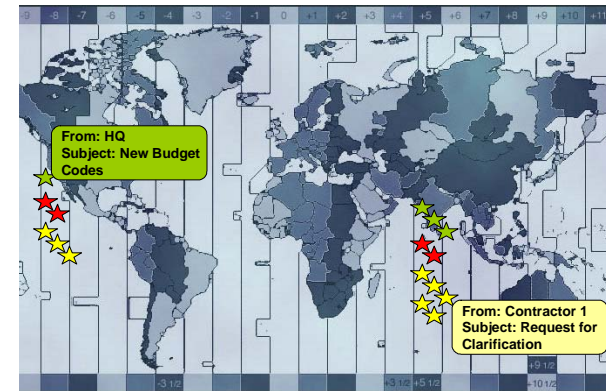 -9 -8 -7 -6 -5 -4 -3 -2 -1 0 +1 +2 +3 +4 +5 +6 +7 +8 +9 +10 +11
From: HQ
Subject: New Budget
Codes
From: Contractor 1
Subject: Request for
Clarification
-3 1/2 +3 1/2 +5 1/2 +9 1/2
+10 1/2